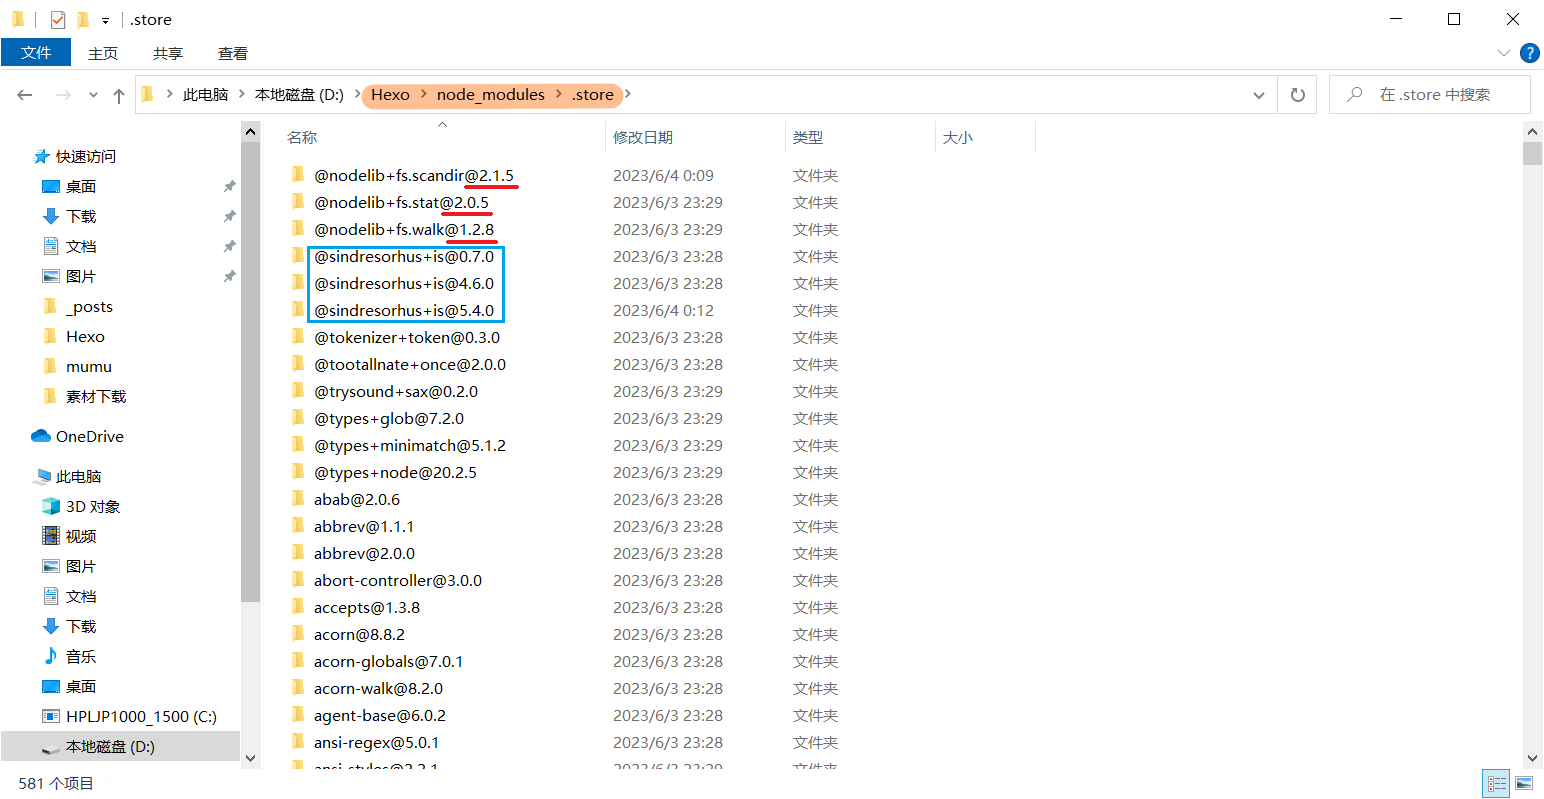 .store
文件 主页 共享 查看
此电脑 本地磁盘 (D:) Hexo node_modules .store
在 .store 中搜索
快速访问
桌面
下载
文档
图片
_posts
Hexo
mumu
素材下载
OneDrive
此电脑
3D 对象
视频
图片
文档
下载
音乐
桌面
HPLJP1000_1500 (C:)
本地磁盘 (D:)
名称 修改日期 类型 大小
@nodelib+fs.scandir@2.1.5 2023/6/4 0:09 文件夹
@nodelib+fs.stat@2.0.5 2023/6/3 23:29 文件夹
@nodelib+fs.walk@1.2.8 2023/6/3 23:29 文件夹
@sindresorhus+is@0.7.0 2023/6/3 23:28 文件夹
@sindresorhus+is@4.6.0 2023/6/3 23:28 文件夹
@sindresorhus+is@5.4.0 2023/6/4 0:12 文件夹
@tokenizer+token@0.3.0 2023/6/3 23:28 文件夹
@tootallnate+once@2.0.0 2023/6/3 23:28 文件夹
@trysound+sax@0.2.0 2023/6/3 23:29 文件夹
@types+glob@7.2.0 2023/6/3 23:29 文件夹
@types+minimatch@5.1.2 2023/6/3 23:29 文件夹
@types+node@20.2.5 2023/6/3 23:29 文件夹
abab@2.0.6 2023/6/3 23:28 文件夹
abbrev@1.1.1 2023/6/3 23:28 文件夹
abbrev@2.0.0 2023/6/3 23:28 文件夹
abort-controller@3.0.0 2023/6/3 23:28 文件夹
accepts@1.3.8 2023/6/3 23:28 文件夹
acorn@8.8.2 2023/6/3 23:28 文件夹
acorn-globals@7.0.1 2023/6/3 23:28 文件夹
acorn-walk@8.2.0 2023/6/3 23:28 文件夹
agent-base@6.0.2 2023/6/3 23:28 文件夹
ansi-regex@5.0.1 2023/6/3 23:28 文件夹
581 个项目